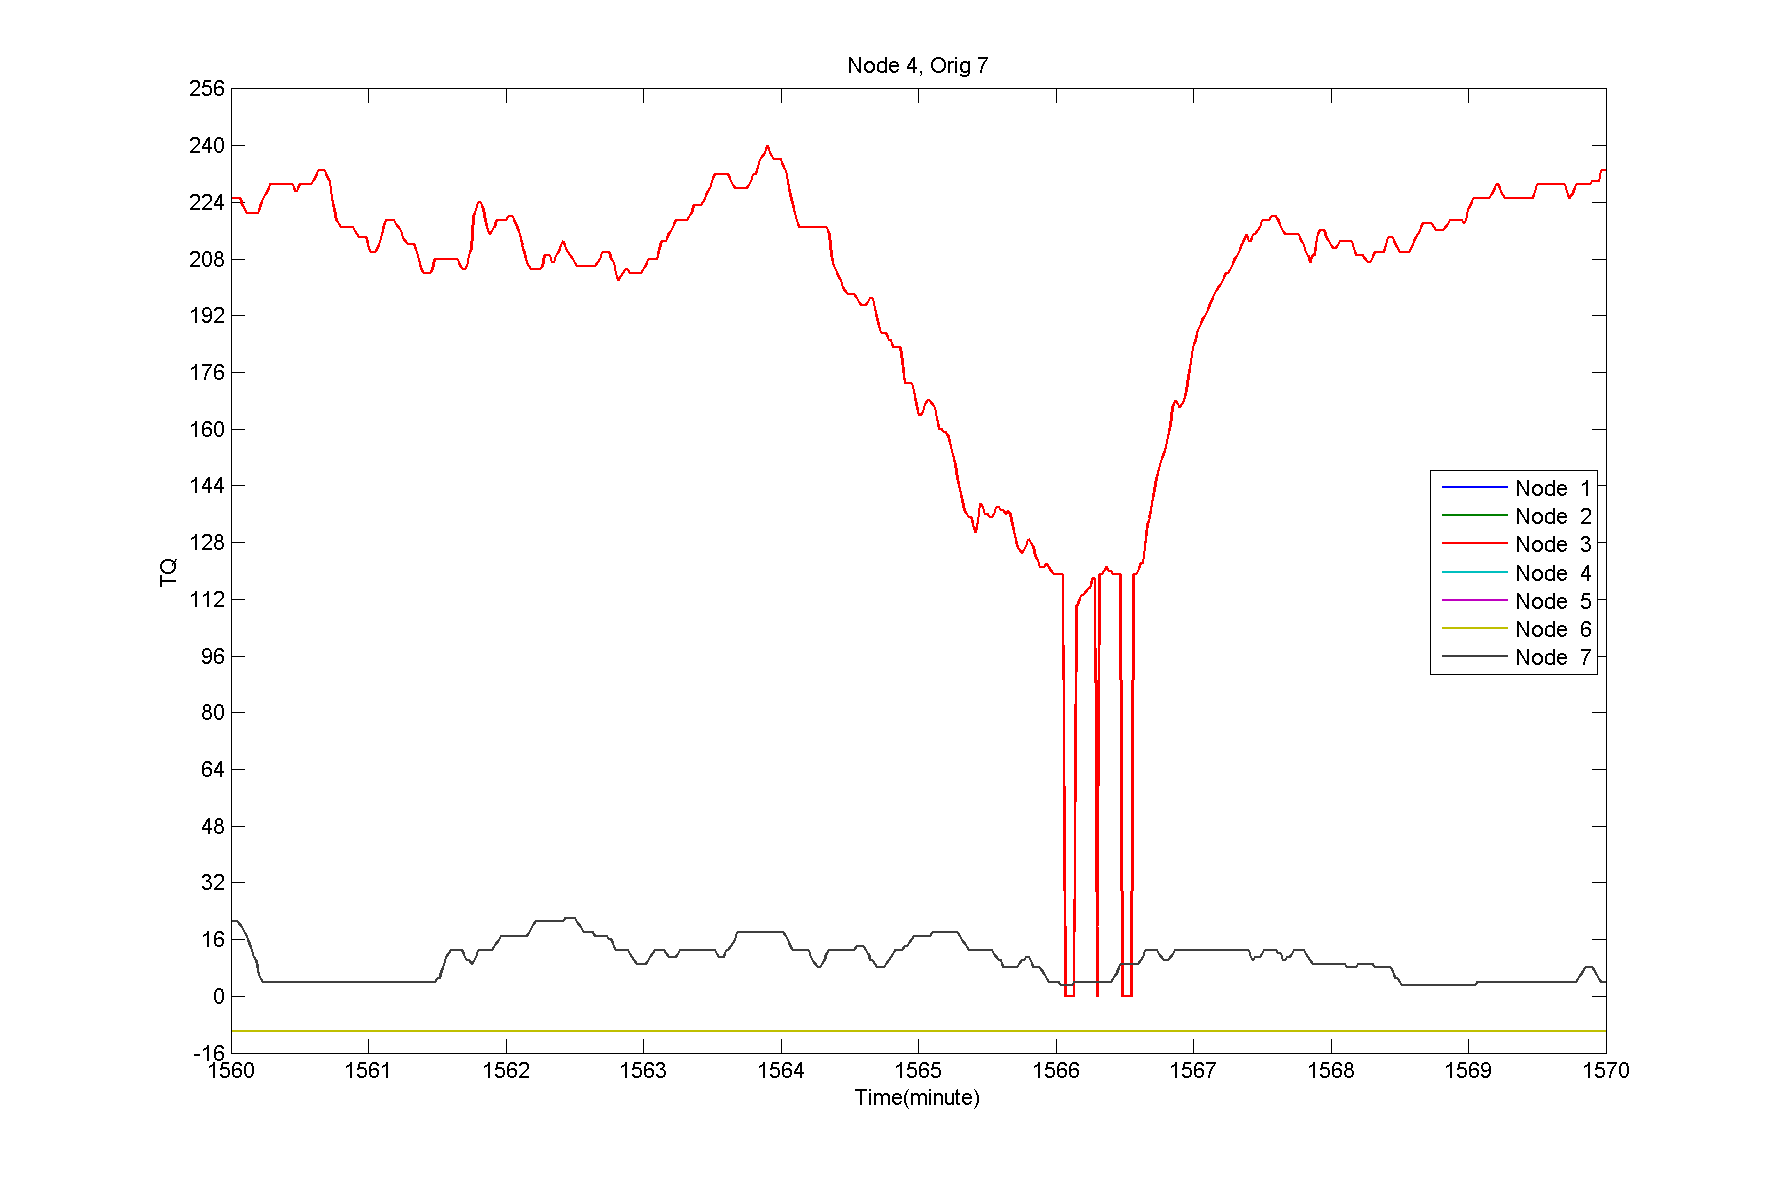 Node 4, Orig 7
256
240
224
208
192
176
160
144
128
112
96
80
64
48
32
16
0
-16
TQ
Node 1
Node 2
Node 3
Node 4
Node 5
Node 6
Node 7
1560 1561 1562 1563 1564 1565 1566 1567 1568 1569 1570
Time(minute)